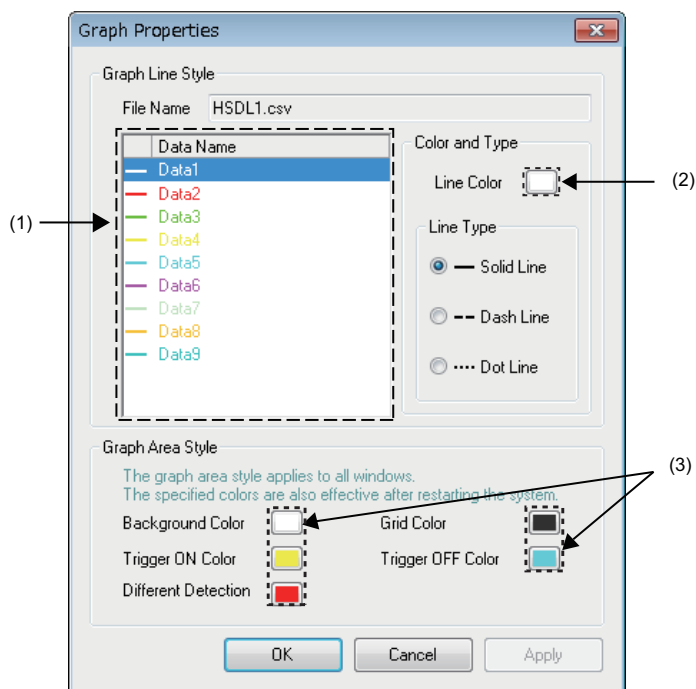 Graph Properties
Graph Line Style
File Name HSDL1.csv
Data Name
Data1
Data2
Data3
Data4
Data5
Data6
Data7
Data8
Data9
(1)
Color and Type
Line Color
(2)
Line Type
Solid Line
Dash Line
Dot Line
Graph Area Style
The graph area style applies to all windows.
The specified colors are also effective after restarting the system.
(3)
Background Color Grid Color
Trigger ON Color Trigger OFF Color
Different Detection
OK Cancel Apply